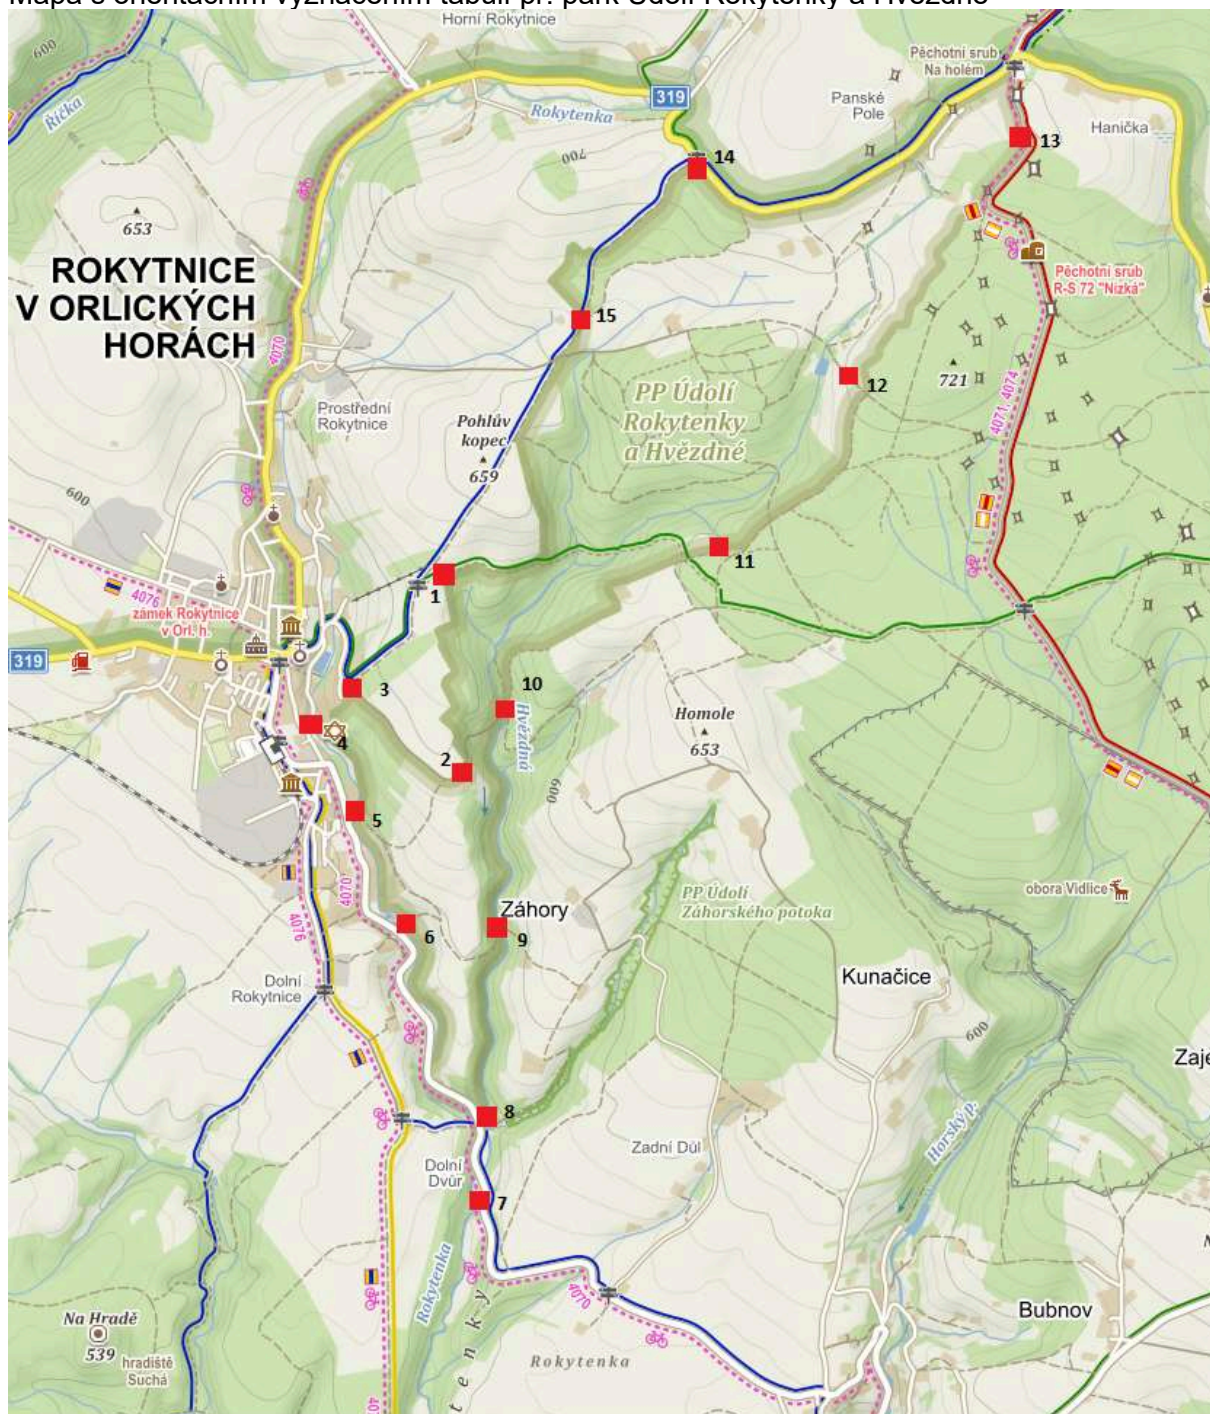 Mapa s orientačním vyznačením tabulí př. park Údolí Rokytenky a Hvězdné
Horní Rokytnice
600
Říčka
Pěchotní srub
Na holém
319
Panské
Pole
Rokytenka
Hanička
700
14
13
653
ROKYTNICE
V ORLICKÝCH
HORÁCH
4070
Pěchotní srub
R-S 72 "Nízká"
15
12
721
PP Údolí
Rokytenky
a Hvězdné
4071, 4074
Prostřední
Rokytnice
Pohlův
kopec
659
600
11
1
4076
zámek Rokytnice
v Orl. h.
319
3
10
Hvězdná
Homole
653
4
2
600
5
4070
PP Údolí
Záhorského potoka
obora Vidlice
4076
6
Záhory
9
Dolní
Rokytnice
Kunačice
600
Zaje
8
Horský p.
Zadní Důl
Dolní
Dvůr
7
Rokytenka
4070
Bubnov
Na Hradě
539
hradiště
Suchá
Rokytenka
t e n k y